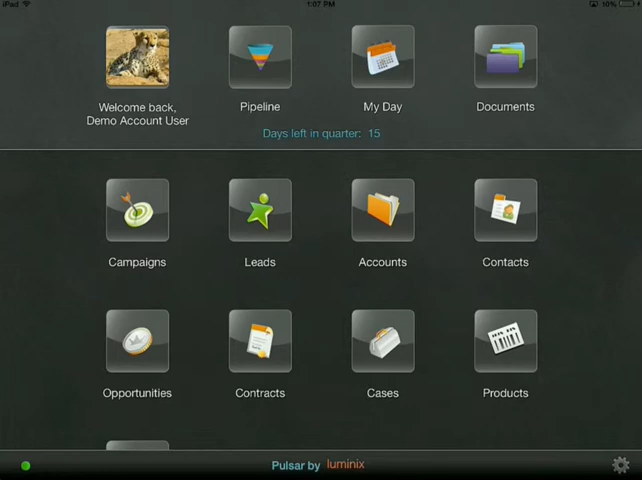 iPad
1:07 PM
10%
Welcome back,
Demo Account User
Pipeline
My Day
Documents
Days left in quarter: 15
Campaigns
Leads
Accounts
Contacts
Opportunities
Contracts
Cases
Products
Pulsar by luminix